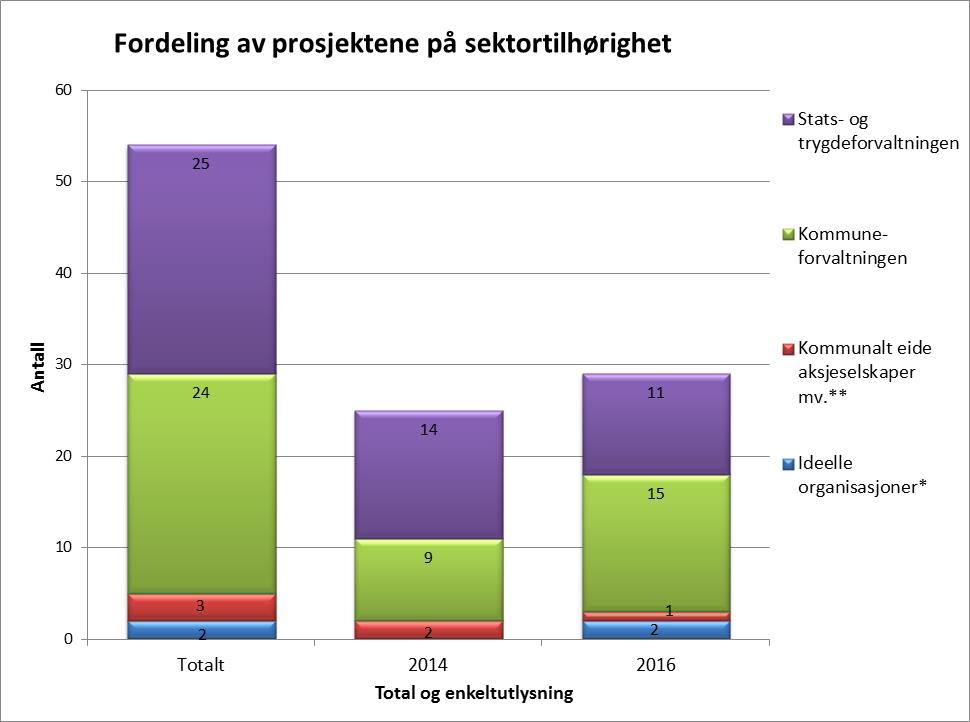 Fordeling av prosjektene på sektortilhørighet
60
50
40
30
20
10
0
Antall
25
24
3
2
14
9
2
11
15
1
2
Totalt
2014
2016
Total og enkeltutlysning
Stats- og
trygdeforvaltningen
Kommune-
forvaltningen
Kommunalt eide
aksjeselskaper
mv.**
Ideelle
organisasjoner*